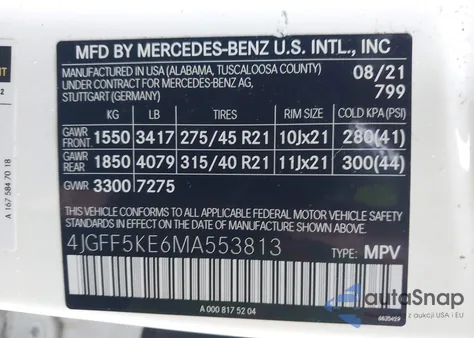 MFD BY MERCEDES-BENZ U.S. INTL., INC
MANUFACTURED IN USA (ALABAMA, TUSCALOOSA COUNTY) 08/21
UNDER CONTRACT FOR MERCEDES-BENZ AG,
STUTTGART (GERMANY) 799
KG LB TIRES RIM SIZE COLD KPA (PSI)
GAWR FRONT. 1550 3417 275/45 R21 10Jx21 280(41)
GAWR REAR 1850 4079 315/40 R21 11Jx21 300(44)
GVWR 3300 7275
THIS VEHICLE CONFORMS TO ALL APPLICABLE FEDERAL MOTOR
VEHICLE SAFETY STANDARDS IN EFFECT ON THE DATE OF
MANUFACTURE SHOWN ABOVE.
4JGFF5KE6MA553813 TYPE: MPV
A 000 817 52 04
A 167 584 70 18
autoSnap